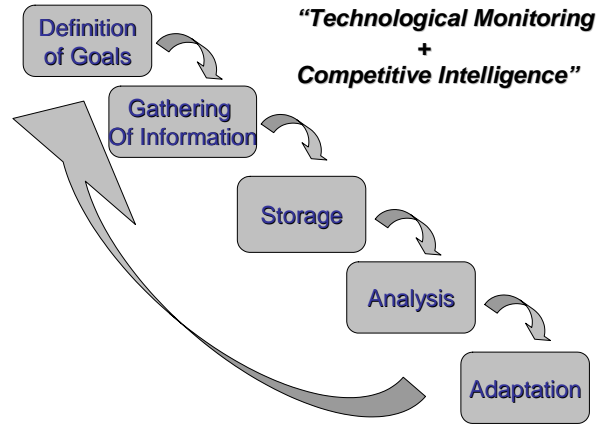 “Technological Monitoring
+
Competitive Intelligence”
Definition
of Goals
Gathering
Of Information
Storage
Analysis
Adaptation